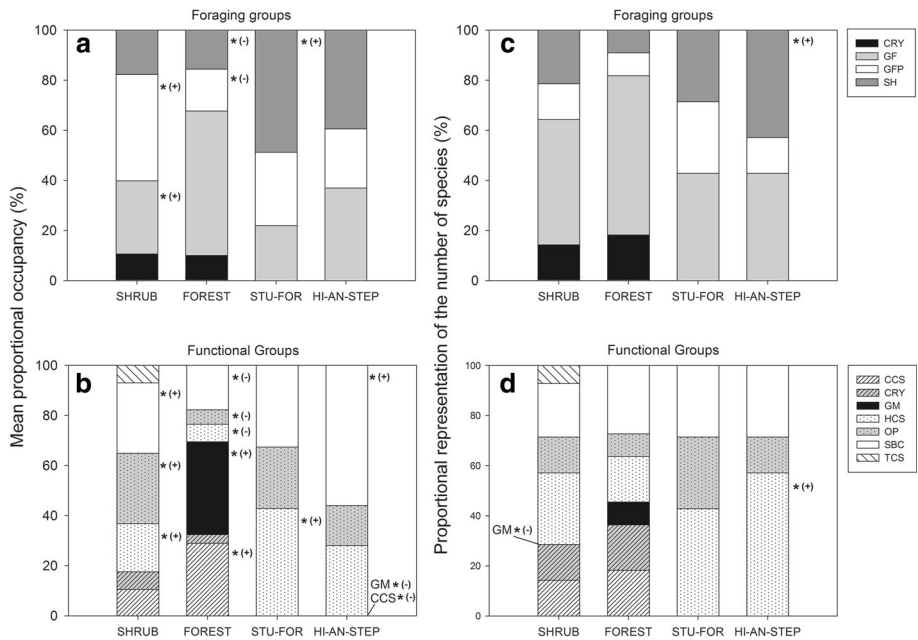 Foraging groups
a
100
80
60
40
20
0
* (+)
* (+)
* (-)
* (-)
* (+)
SHRUB FOREST STU-FOR HI-AN-STEP
Mean proportional occupancy (%)
Functional Groups
b
100
80
60
40
20
0
* (+)
* (+)
* (+)
* (-)
* (-)
* (-)
* (+)
* (+)
* (+)
* (+)
GM * (-)
CCS * (-)
SHRUB FOREST STU-FOR HI-AN-STEP
Foraging groups
c
100
80
60
40
20
0
* (+)
SHRUB FOREST STU-FOR HI-AN-STEP
CRY
GF
GFP
SH
Proportional representation of the number of species (%)
Functional Groups
d
100
80
60
40
20
0
GM * (-)
* (+)
SHRUB FOREST STU-FOR HI-AN-STEP
CCS
CRY
GM
HCS
OP
SBC
TCS